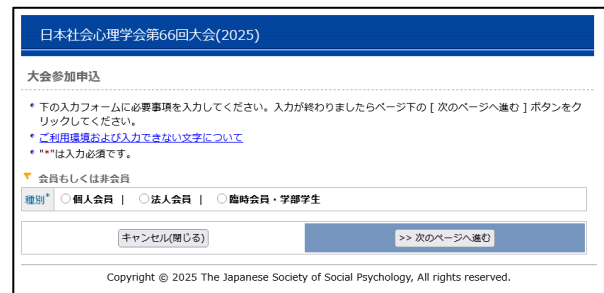 日本社会心理学会第66回大会(2025)
大会参加申込
下の入力フォームに必要事項を入力してください。入力が終わりましたらページ下の [ 次のページへ進む ] ボタンをク
リックしてください。
ご利用環境および入力できない文字について
"*"は入力必須です。
会員もしくは非会員
種別* 個人会員 | 法人会員 | 臨時会員・学部学生
キャンセル(閉じる) >> 次のページへ進む
Copyright © 2025 The Japanese Society of Social Psychology, All rights reserved.